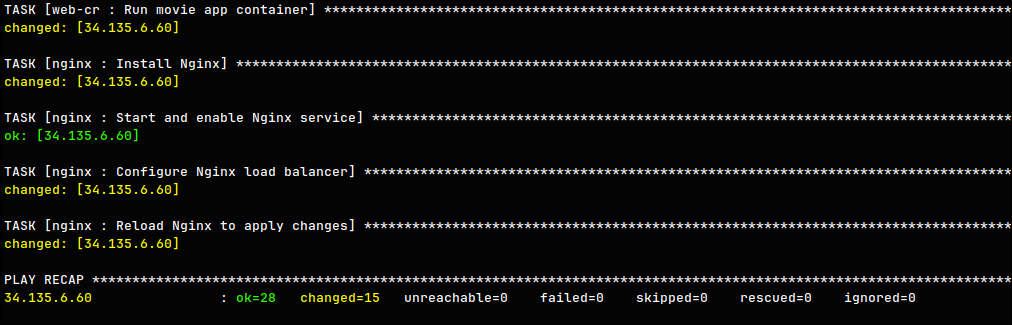 TASK [web-cr : Run movie app container] **************************************************************************************
changed: [34.135.6.60]
TASK [nginx : Install Nginx] *************************************************************************************************
changed: [34.135.6.60]
TASK [nginx : Start and enable Nginx service] ********************************************************************************
ok: [34.135.6.60]
TASK [nginx : Configure Nginx load balancer] *********************************************************************************
changed: [34.135.6.60]
TASK [nginx : Reload Nginx to apply changes] *********************************************************************************
changed: [34.135.6.60]
PLAY RECAP *******************************************************************************************************************
34.135.6.60                : ok=28   changed=15   unreachable=0    failed=0    skipped=0    rescued=0    ignored=0